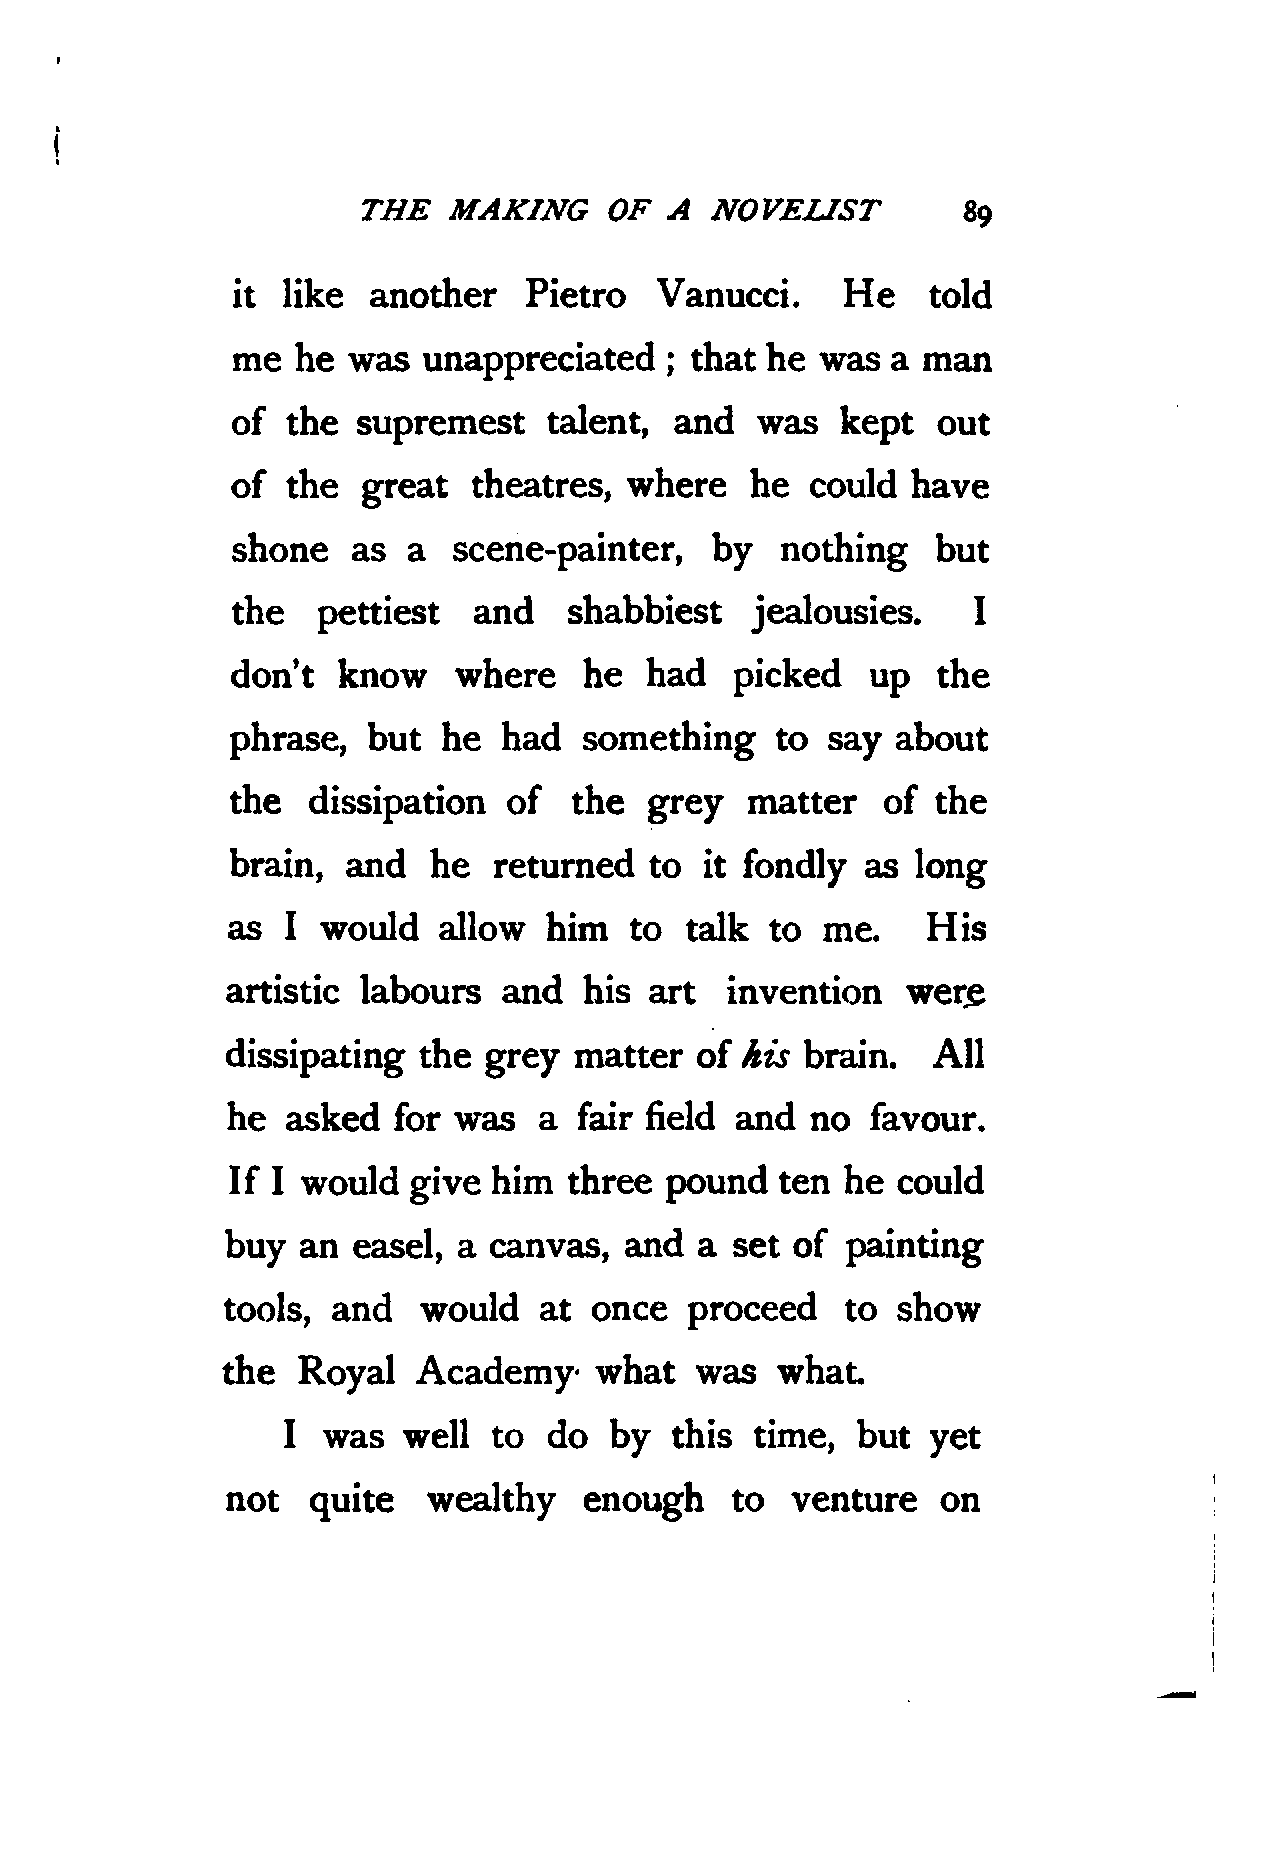 THE MAKING OF A NOVELIST 89
it like another Pietro Vanucci. He told
me he was unappreciated ; that he was a man
of the supremest talent, and was kept out
of the great theatres, where he could have
shone as a scene-painter, by nothing but
the pettiest and shabbiest jealousies. I
don't know where he had picked up the
phrase, but he had something to say about
the dissipation of the grey matter of the
brain, and he returned to it fondly as long
as I would allow him to talk to me. His
artistic labours and his art invention were
dissipating the grey matter of his brain. All
he asked for was a fair field and no favour.
If I would give him three pound ten he could
buy an easel, a canvas, and a set of painting
tools, and would at once proceed to show
the Royal Academy what was what.
I was well to do by this time, but yet
not quite wealthy enough to venture on